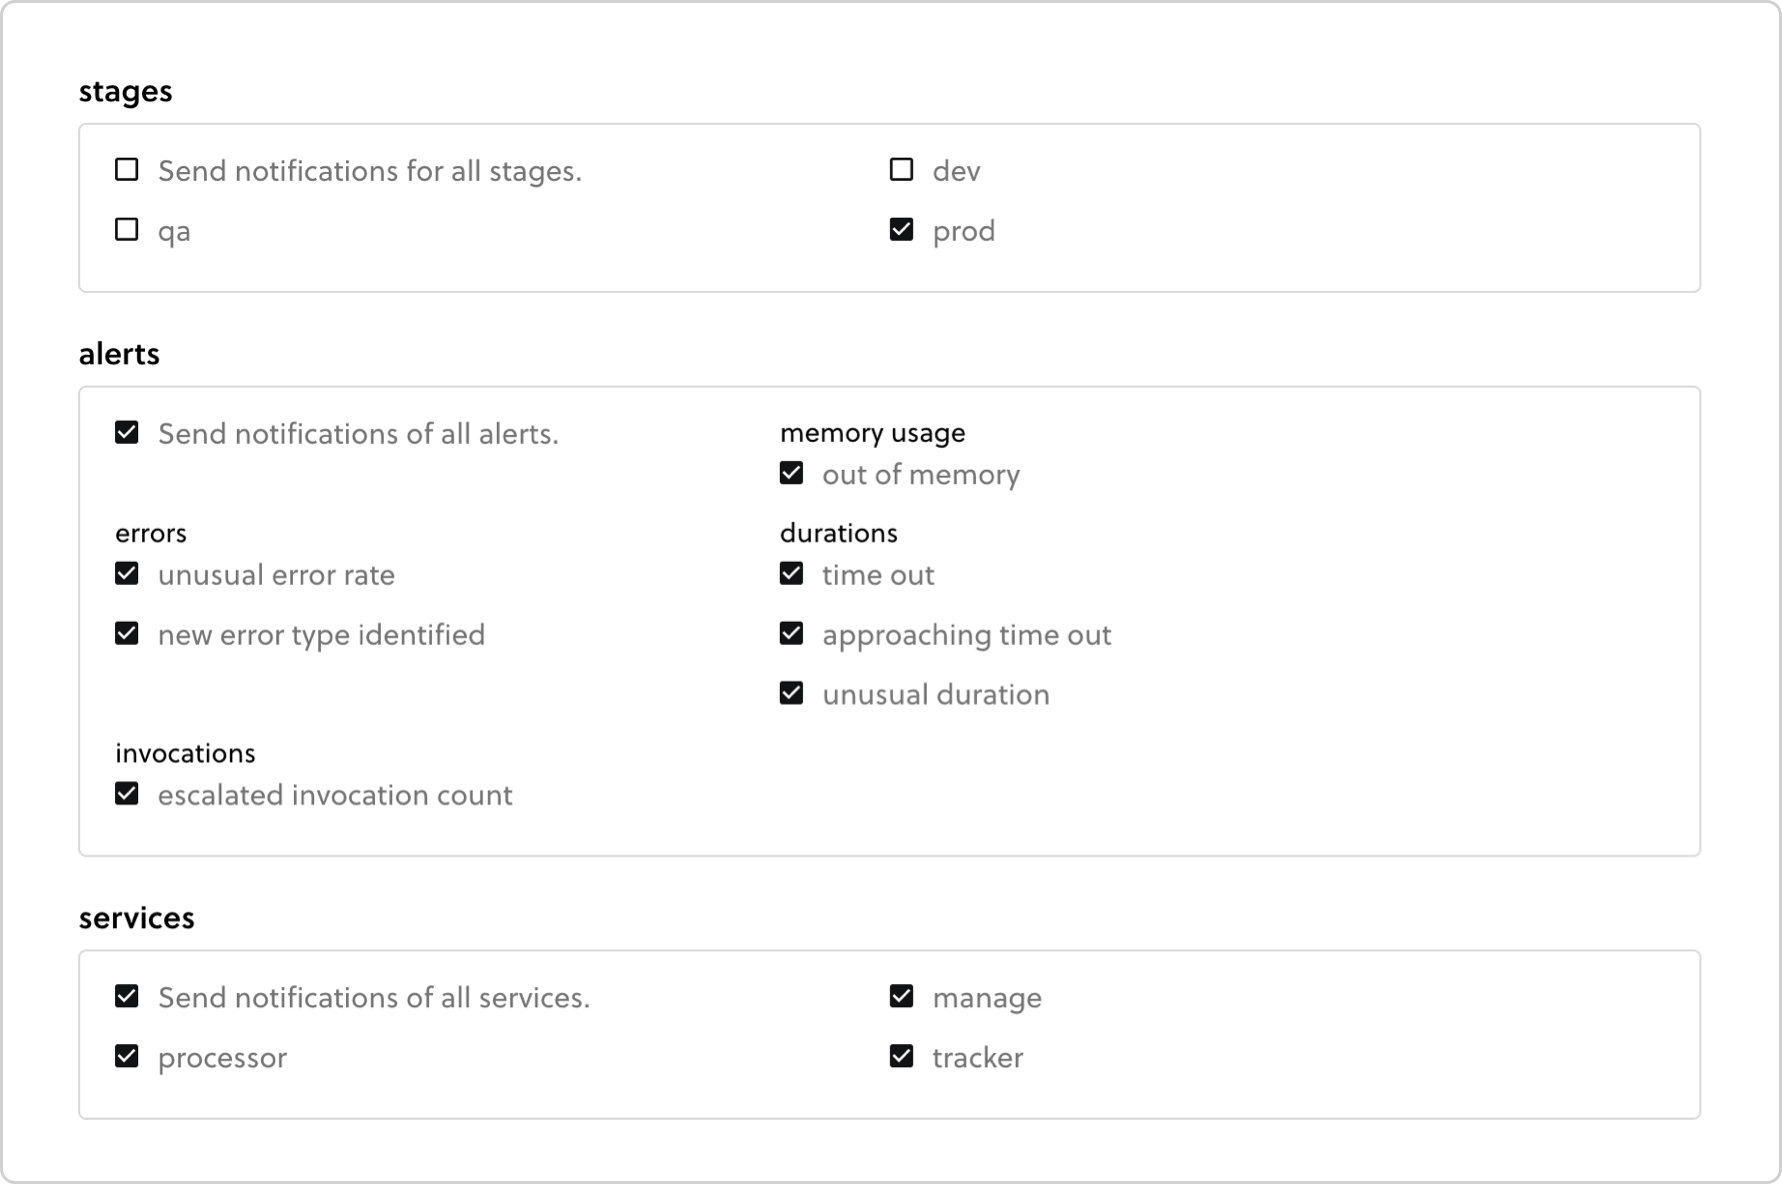 stages
Send notifications for all stages.
dev
qa
prod
alerts
Send notifications of all alerts.
memory usage
out of memory
errors
unusual error rate
new error type identified
durations
time out
approaching time out
unusual duration
invocations
escalated invocation count
services
Send notifications of all services.
manage
processor
tracker